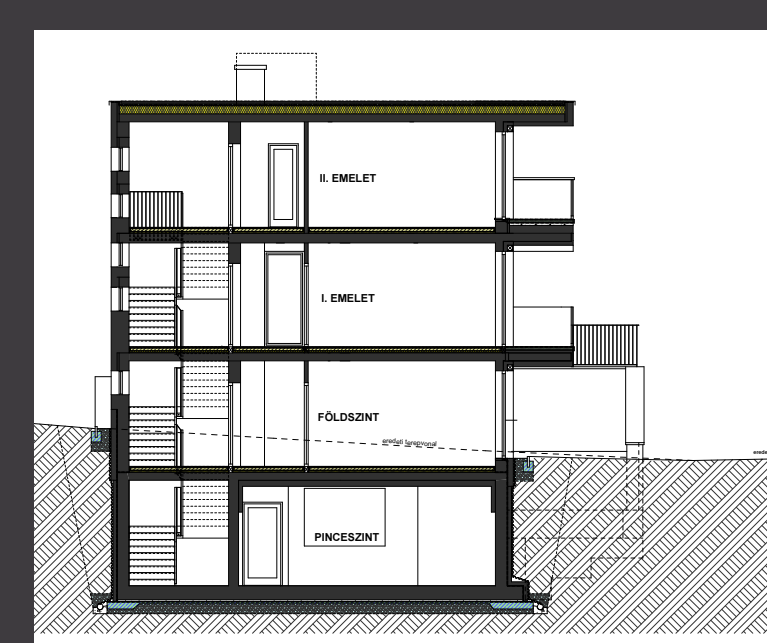 II. EMELET
I. EMELET
FÖLDSZINT
eredeti terepvonal
PINCESZINT